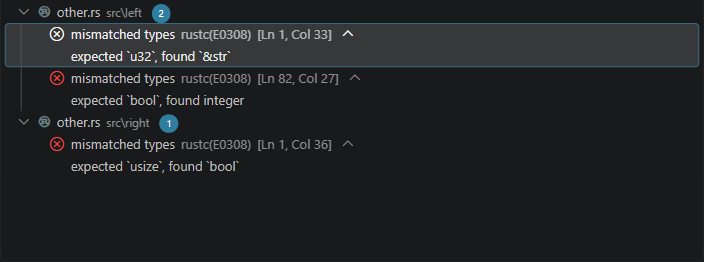 other.rs src\left 2
mismatched types rustc(E0308) [Ln 1, Col 33]
expected `u32`, found `&str`
mismatched types rustc(E0308) [Ln 82, Col 27]
expected `bool`, found integer
other.rs src\right 1
mismatched types rustc(E0308) [Ln 1, Col 36]
expected `usize`, found `bool`